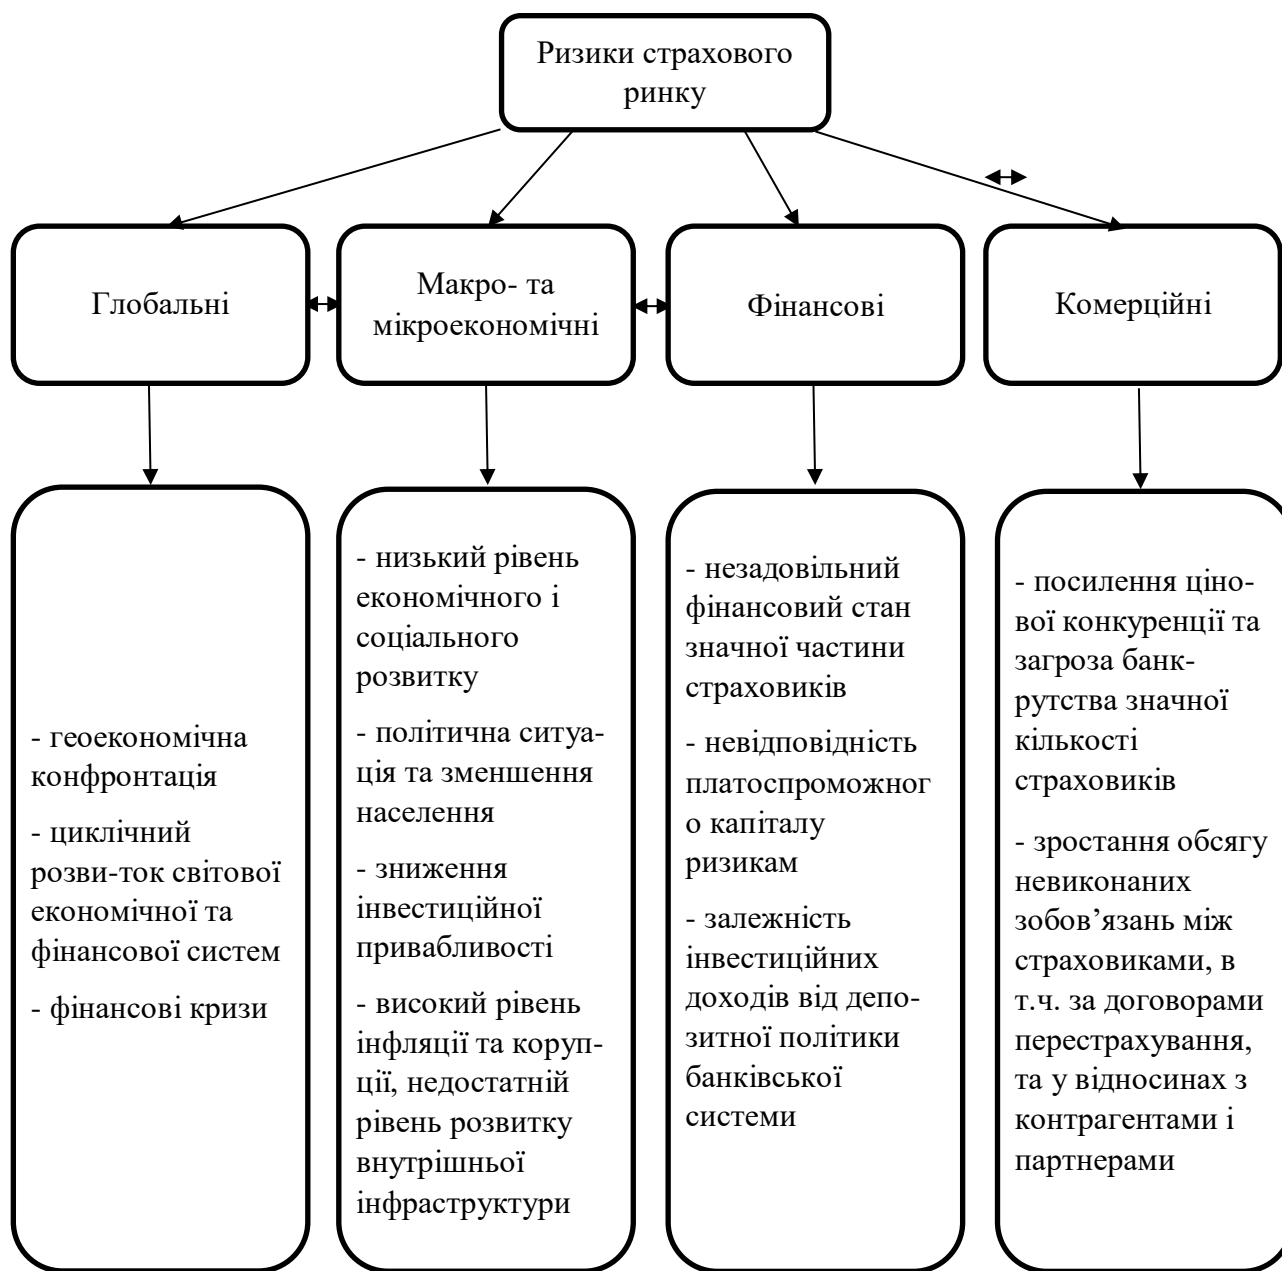 Ризики страхового
ринку
Глобальні
Макро- та
мікроекономічні
Фінансові
Комерційні
- геоекономічна
конфронтація
- циклічний
розви-ток світової
економічної та
фінансової систем
- фінансові кризи
- низький рівень
економічного і
соціального
розвитку
- політична ситуа-
ція та зменшення
населення
- зниження
інвестиційної
привабливості
- високий рівень
інфляції та коруп-
ції, недостатній
рівень розвитку
внутрішньої
інфраструктури
- незадовільний
фінансовий стан
значної частини
страховиків
- невідповідність
платоспроможног
о капіталу
ризикам
- залежність
інвестиційних
доходів від депо-
зитної політики
банківської
системи
- посилення ціно-
вої конкуренції та
загроза банк-
рутства значної
кількості
страховиків
- зростання обсягу
невиконаних
зобов’язань між
страховиками, в
т.ч. за договорами
перестрахування,
та у відносинах з
контрагентами і
партнерами